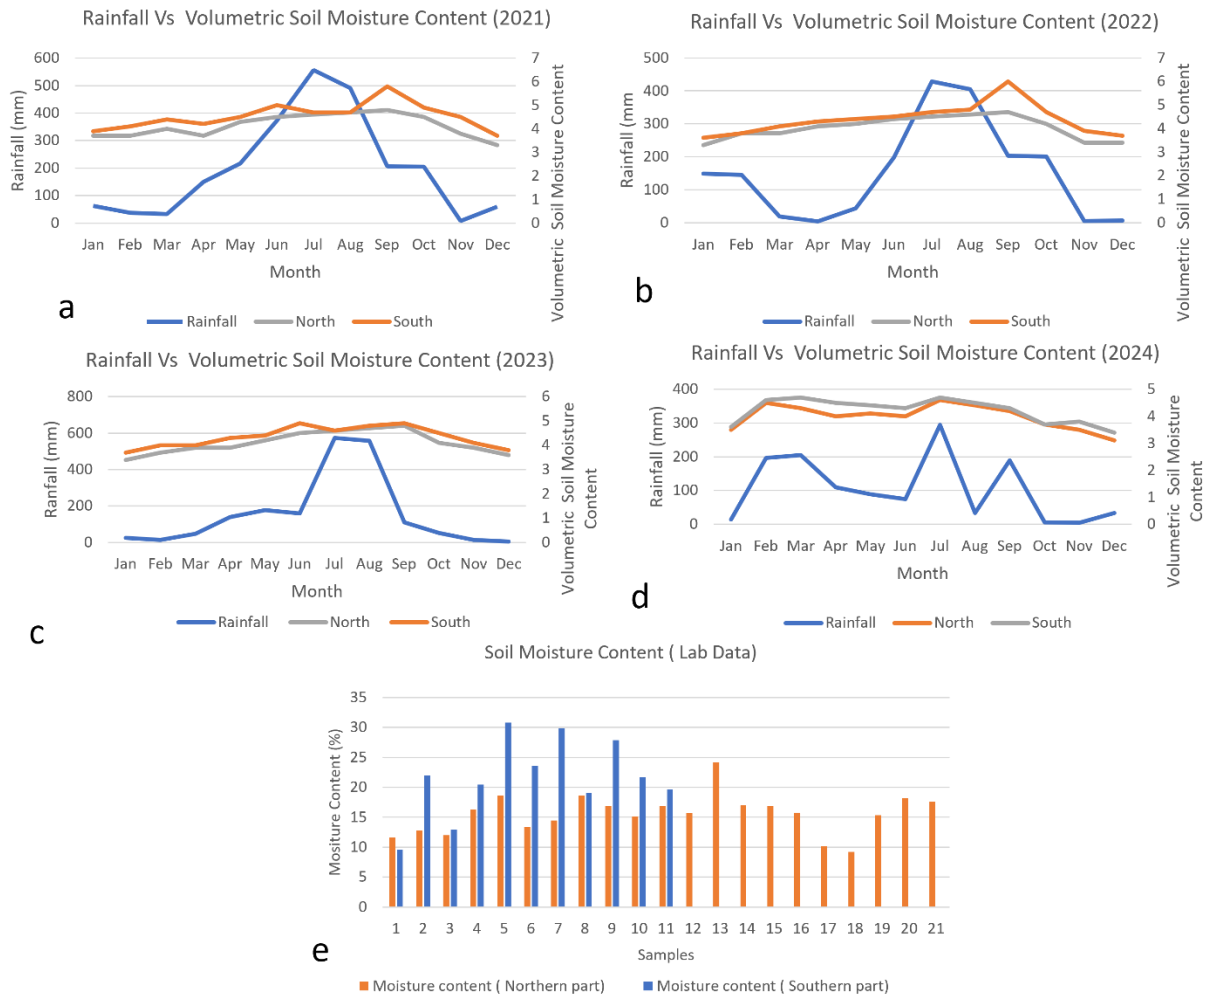 Rainfall Vs Volumetric Soil Moisture Content (2021)
600
500
400
300
200
100
0
Rainfall (mm)
7
6
5
4
3
2
1
0
Volumetric Soil Moisture Content
Jan Feb Mar Apr May Jun Jul Aug Sep Oct Nov Dec
Month
a
Rainfall North South
Rainfall Vs Volumetric Soil Moisture Content (2022)
500
400
300
200
100
0
Rainfall (mm
7
6
5
4
3
2
1
0
Volumetric Soil Moisture Content
Jan Feb Mar Apr May Jun Jul Aug Sep Oct Nov Dec
Month
b
Rainfall North South
Rainfall Vs Volumetric Soil Moisture Content (2023)
800
600
400
200
0
Rainfall (mm)
6
5
4
3
2
1
0
Volumetric Soil Moisture
Content
Jan Feb Mar Apr May Jun Jul Aug Sep Oct Nov Dec
Month
c
Rainfall North South
Rainfall Vs Volumetric Soil Moisture Content (2024)
400
300
200
100
0
Rainfall (mm)
5
4
3
2
1
0
Volumetric Soil Moisture
Content
Jan Feb Mar Apr May Jun Jul Aug Sep Oct Nov Dec
Month
d
Rainfall North South
Soil Moisture Content ( Lab Data)
35
30
25
20
15
10
5
0
Mositure Content (%)
1 2 3 4 5 6 7 8 9 10 11 12 13 14 15 16 17 18 19 20 21
Samples
e
Moisture content ( Northern part) Moisture content ( Southern part)